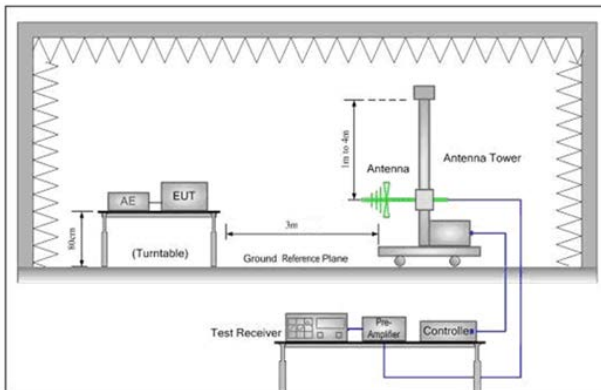 1m to 4m
Antenna
Antenna Tower
AE
EUT
80cm
(Turntable)
3m
Ground Reference Plane
Test Receiver
Pre-
Amplifier
Controller